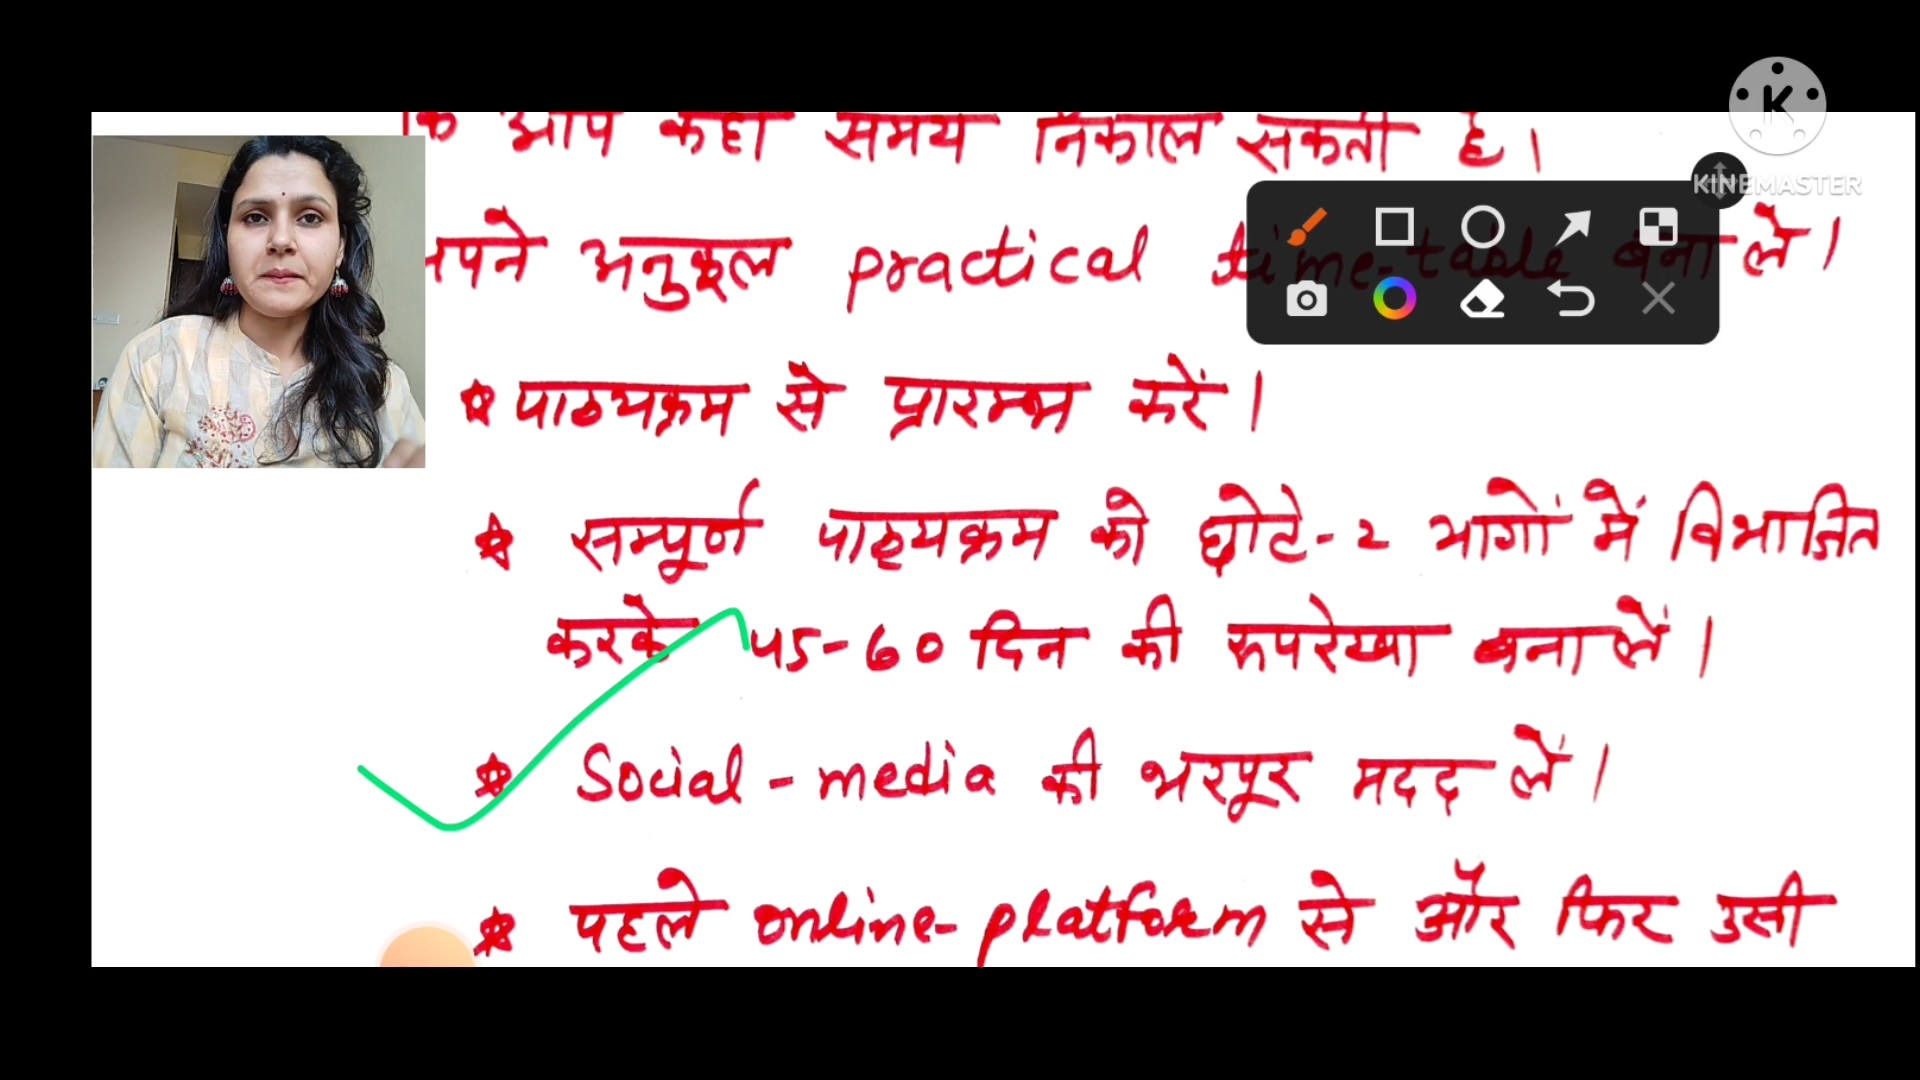 कि आप कहाँ समय निकाल सकती है।
KINEMASTER
अपने अनुकूल practical time-table बना लें।
* पाठ्यक्रम से प्रारम्भ करें।
* सम्पूर्ण पाठ्यक्रम को छोटे-2 भागों में विभाजित
करके 45-60 दिन की रुपरेखा बना लें।
* Social-media की भरपूर मदद लें।
* पहले online-platform से और फिर उसी